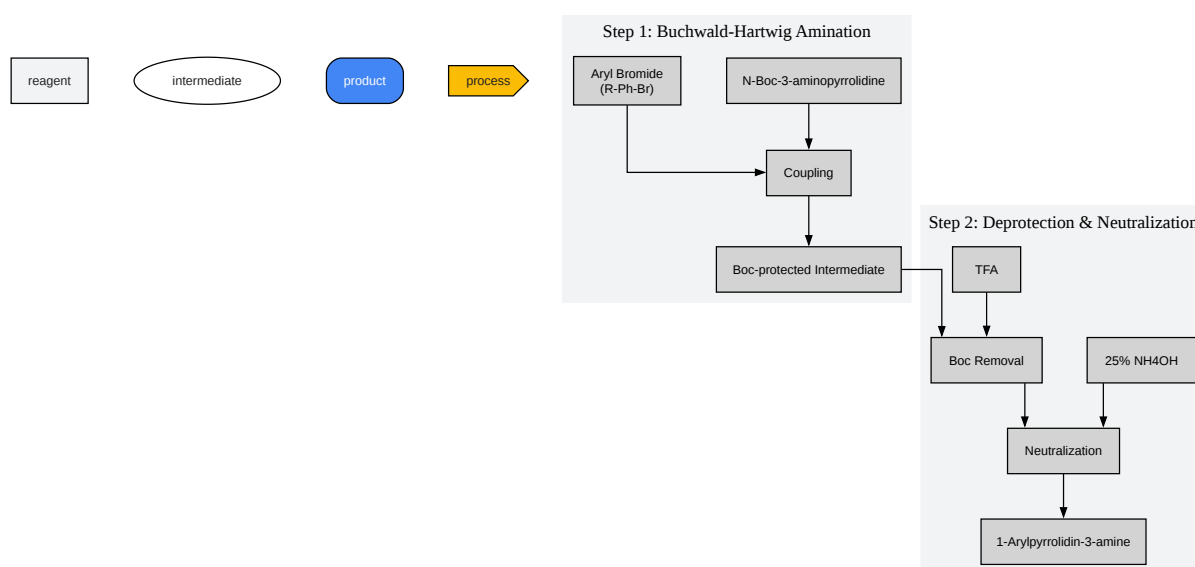 reagent
intermediate
product
process
Step 1: Buchwald-Hartwig Amination
Aryl Bromide
(R-Ph-Br)
N-Boc-3-aminopyrrolidine
Coupling
Boc-protected Intermediate
Step 2: Deprotection & Neutralization
TFA
Boc Removal
25% NH4OH
Neutralization
1-Arylpyrrolidin-3-amine